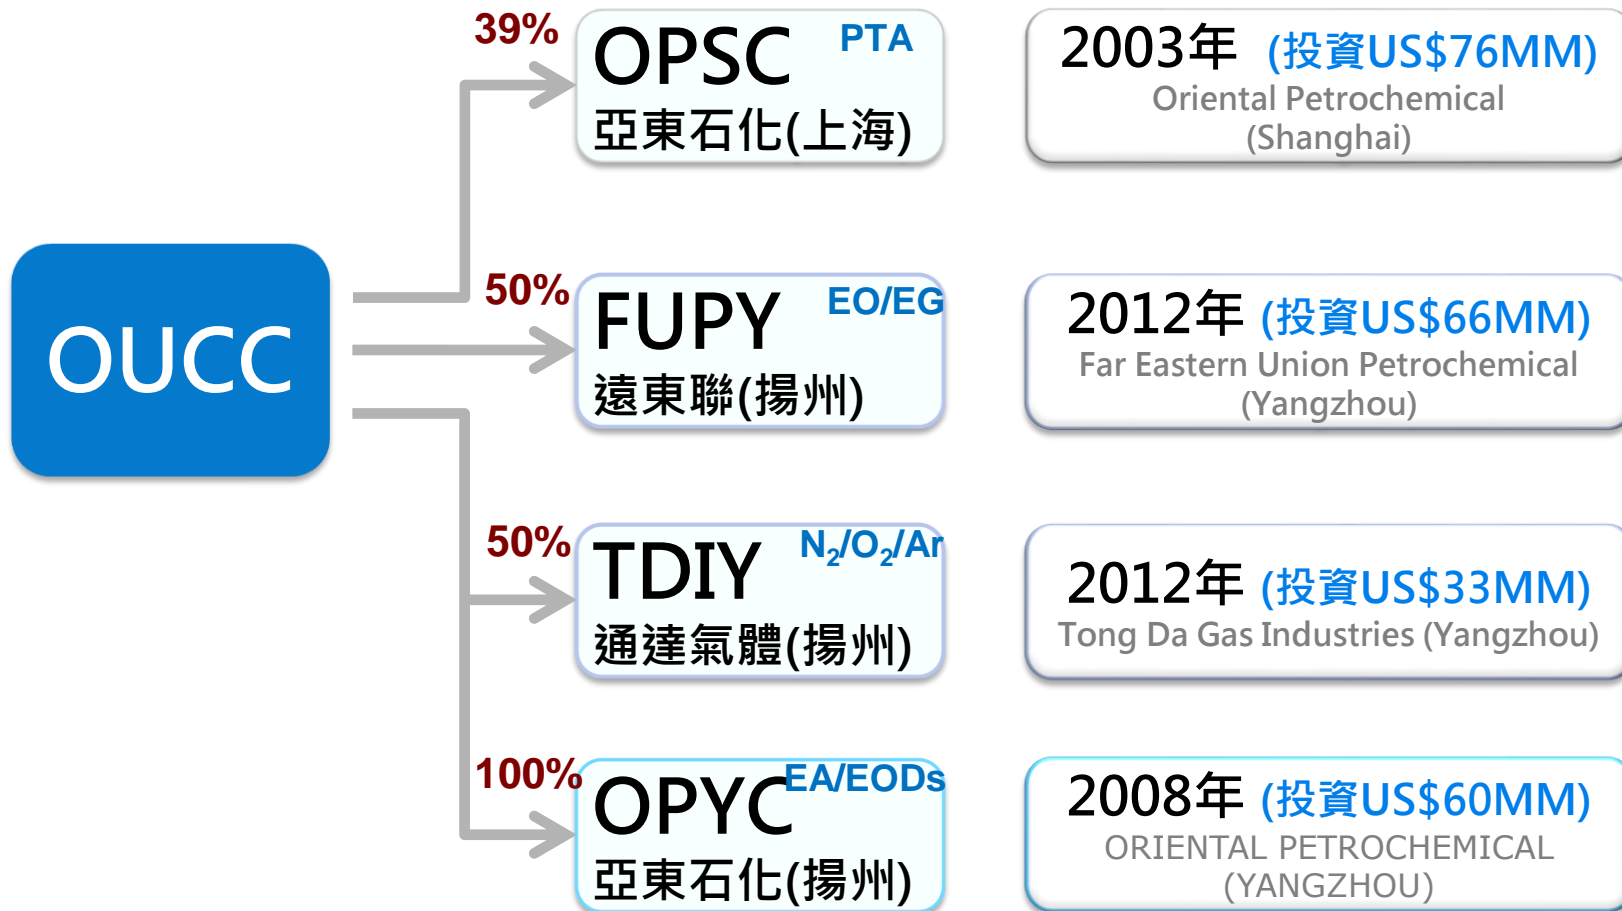 OUCC
39%
OPSC PTA
亞東石化(上海)
2003年 (投資US$76MM)
Oriental Petrochemical
(Shanghai)
50%
FUPY EO/EG
遠東聯(揚州)
2012年 (投資US$66MM)
Far Eastern Union Petrochemical
(Yangzhou)
50%
TDIY N₂/O₂/Ar
通達氣體(揚州)
2012年 (投資US$33MM)
Tong Da Gas Industries (Yangzhou)
100%
OPYC EA/EODs
亞東石化(揚州)
2008年 (投資US$60MM)
ORIENTAL PETROCHEMICAL
(YANGZHOU)